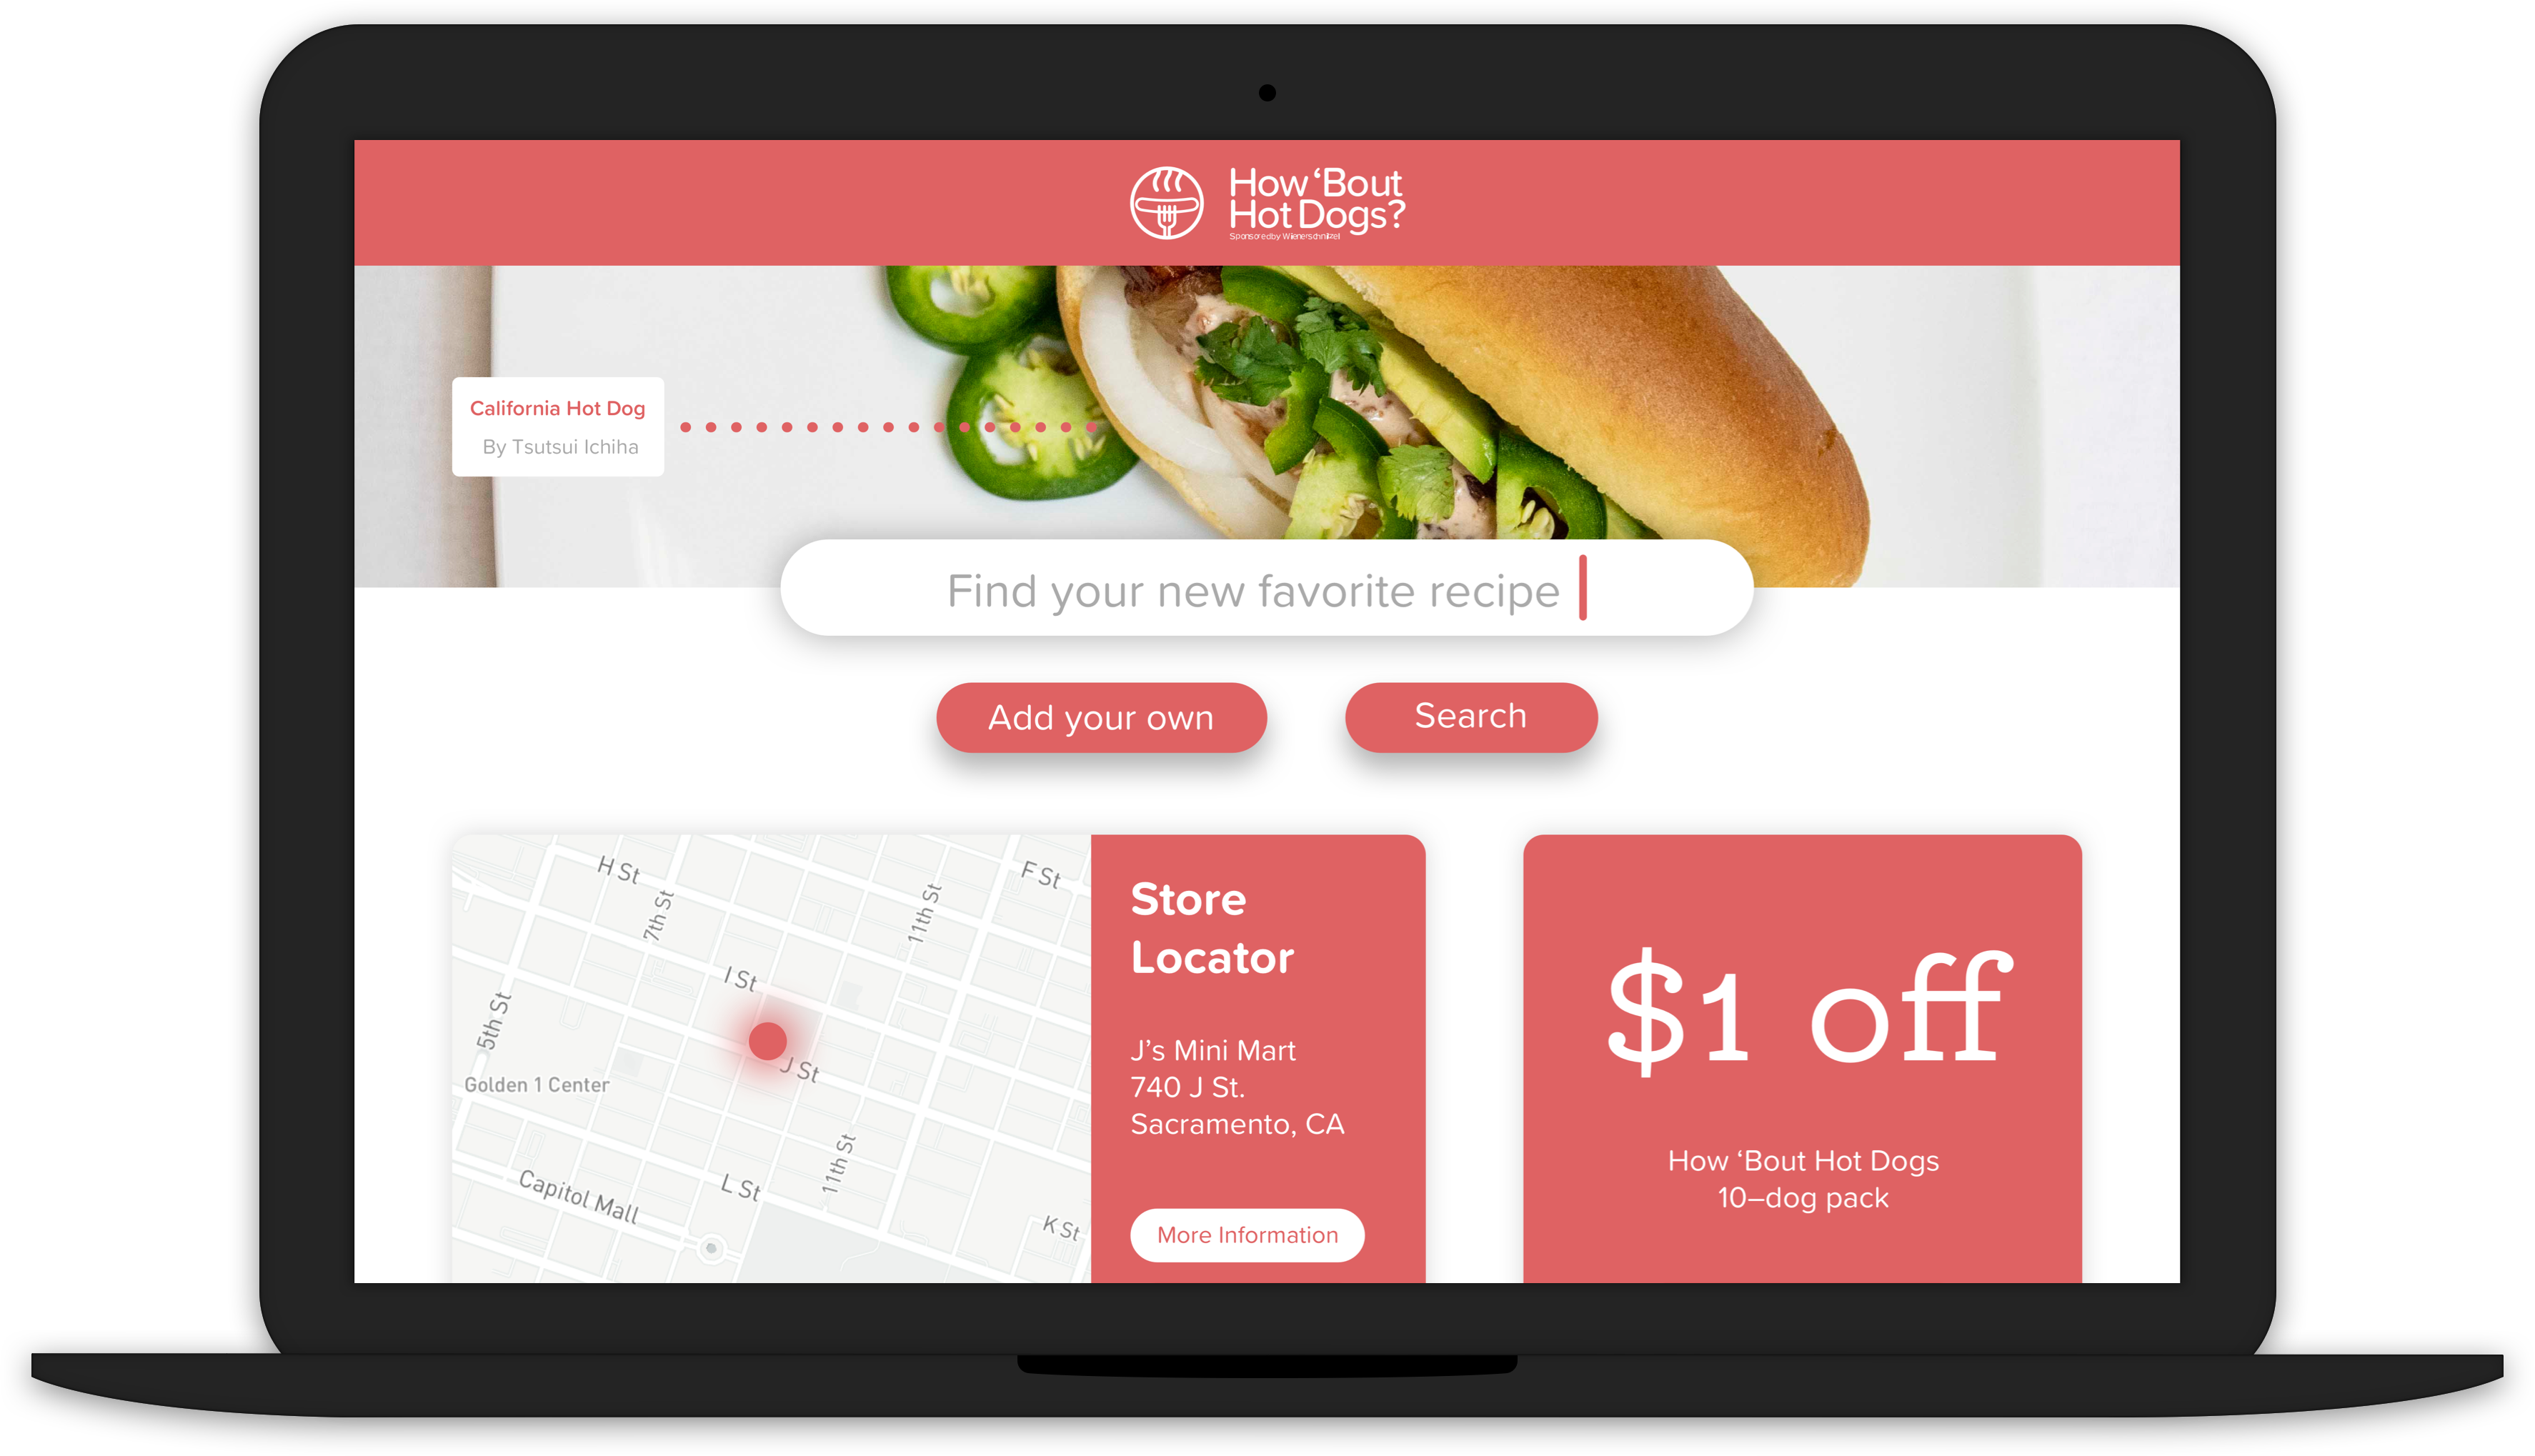 How ‘Bout
Hot Dogs?
Sponsored by Wienerschnitzel
California Hot Dog
By Tsutsui Ichiha
Find your new favorite recipe
Add your own
Search
H St
7th St
11th St
F St
I St
5th St
J St
Golden 1 Center
Capitol Mall
L St
11th St
K St
Store
Locator
J’s Mini Mart
740 J St.
Sacramento, CA
More Information
$1 off
How ‘Bout Hot Dogs
10–dog pack